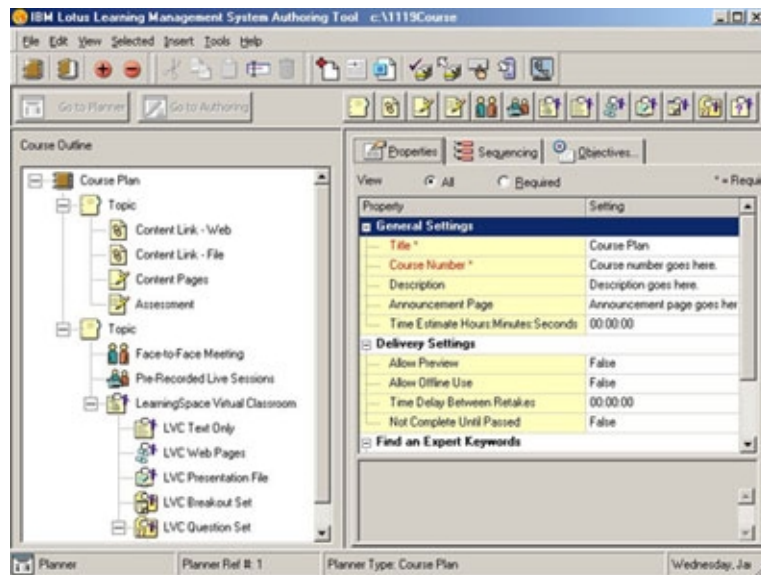 IBM Lotus Learning Management System Authoring Tool c:\1119Course
File Edit View Selected Insert Tools Help
Go to Planner Go to Authoring
Course Outline
Course Plan
Topic
Content Link - Web
Content Link - File
Content Pages
Assessment
Topic
Face-to-Face Meeting
Pre-Recorded Live Sessions
LearningSpace Virtual Classroom
LVC Text Only
LVC Web Pages
LVC Presentation File
LVC Breakout Set
LVC Question Set
Properties Sequencing Objectives...
View All Required * = Requi
Property Setting
General Settings
Title * Course Plan
Course Number * Course number goes here.
Description Description goes here.
Announcement Page Announcement page goes her
Time Estimate Hours:Minutes:Seconds 00:00:00
Delivery Settings
Allow Preview False
Allow Offline Use False
Time Delay Between Retakes 00:00:00
Not Complete Until Passed False
Find an Expert Keywords
Planner Planner Ref #: 1 Planner Type: Course Plan Wednesday, Jan